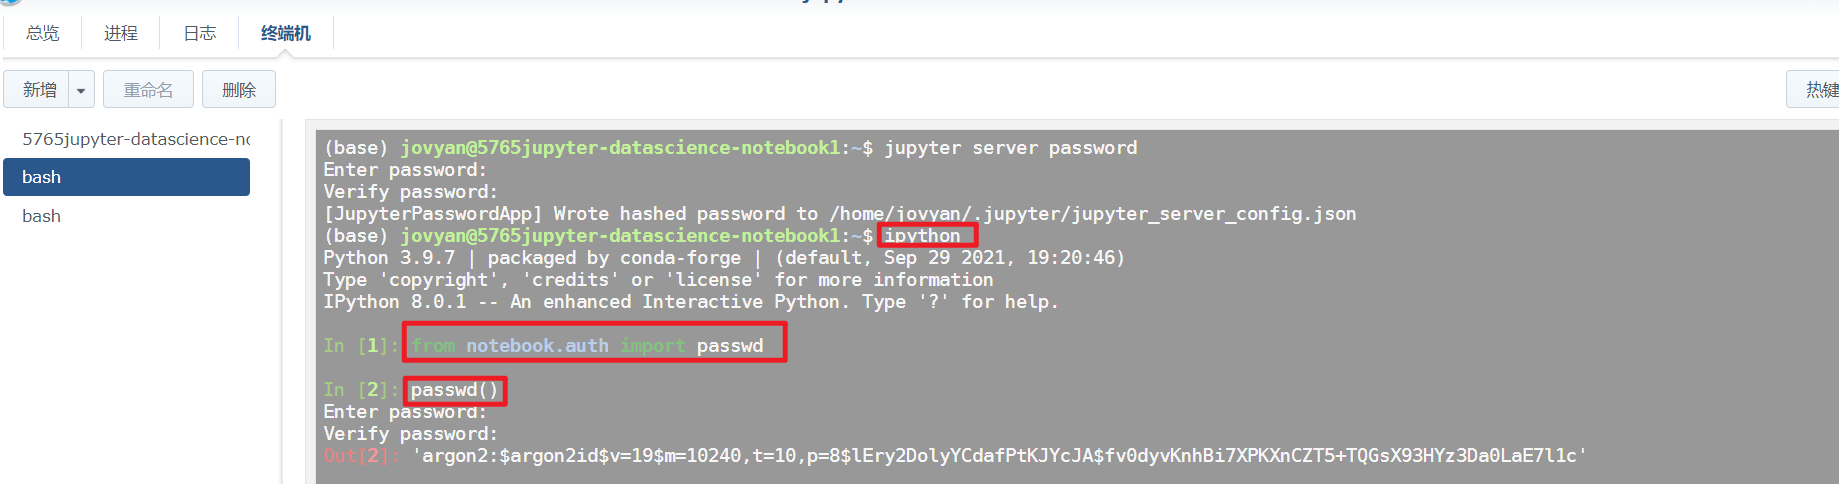 总览 进程 日志 终端机
新增 重命名 删除 热键
5765jupyter-datascience-no
bash
bash
(base) jovyan@5765jupyter-datascience-notebook1:~$ jupyter server password
Enter password:
Verify password:
[JupyterPasswordApp] Wrote hashed password to /home/jovyan/.jupyter/jupyter_server_config.json
(base) jovyan@5765jupyter-datascience-notebook1:~$ ipython
Python 3.9.7 | packaged by conda-forge | (default, Sep 29 2021, 19:20:46)
Type 'copyright', 'credits' or 'license' for more information
IPython 8.0.1 -- An enhanced Interactive Python. Type '?' for help.
In [1]: from notebook.auth import passwd
In [2]: passwd()
Enter password:
Verify password:
Out[2]: 'argon2:$argon2id$v=19$m=10240,t=10,p=8$lEry2DolyYCdafPtKJYcJA$fv0dyvKnhBi7XPKXnCZT5+TQGsX93HYz3Da0LaE7l1c'